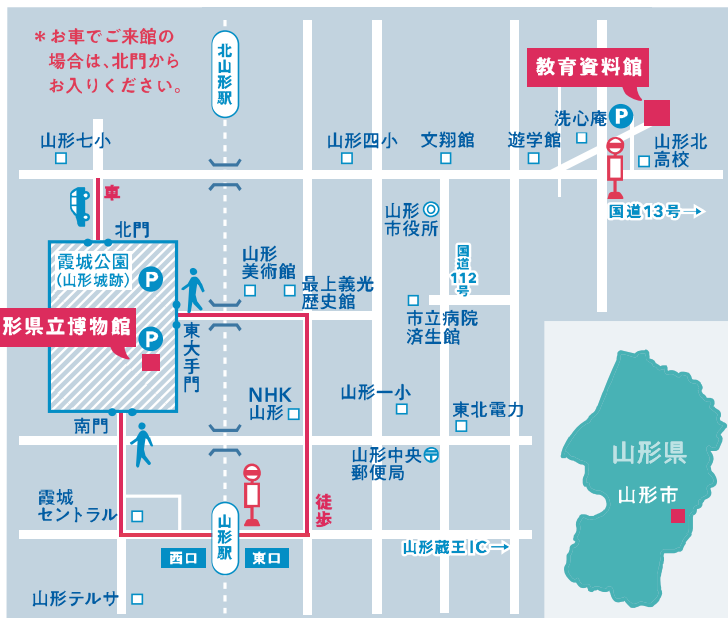 ＊お車でご来館の
場合は、北門から
お入りください。
北山形駅
教育資料館
洗心庵
P
山形七小
山形四小
文翔館
遊学館
山形北
高校
車
国道13号→
山形
市役所
北門
霞城公園
(山形城跡)
P
国道
112
号
山形
美術館
最上義光
歴史館
形県立博物館
P
東大手門
市立病院
済生館
NHK
山形
山形一小
東北電力
南門
山形中央
郵便局
山形県
山形市
霞城
セントラル
徒歩
山形駅
西口
東口
山形蔵王IC→
山形テルサ